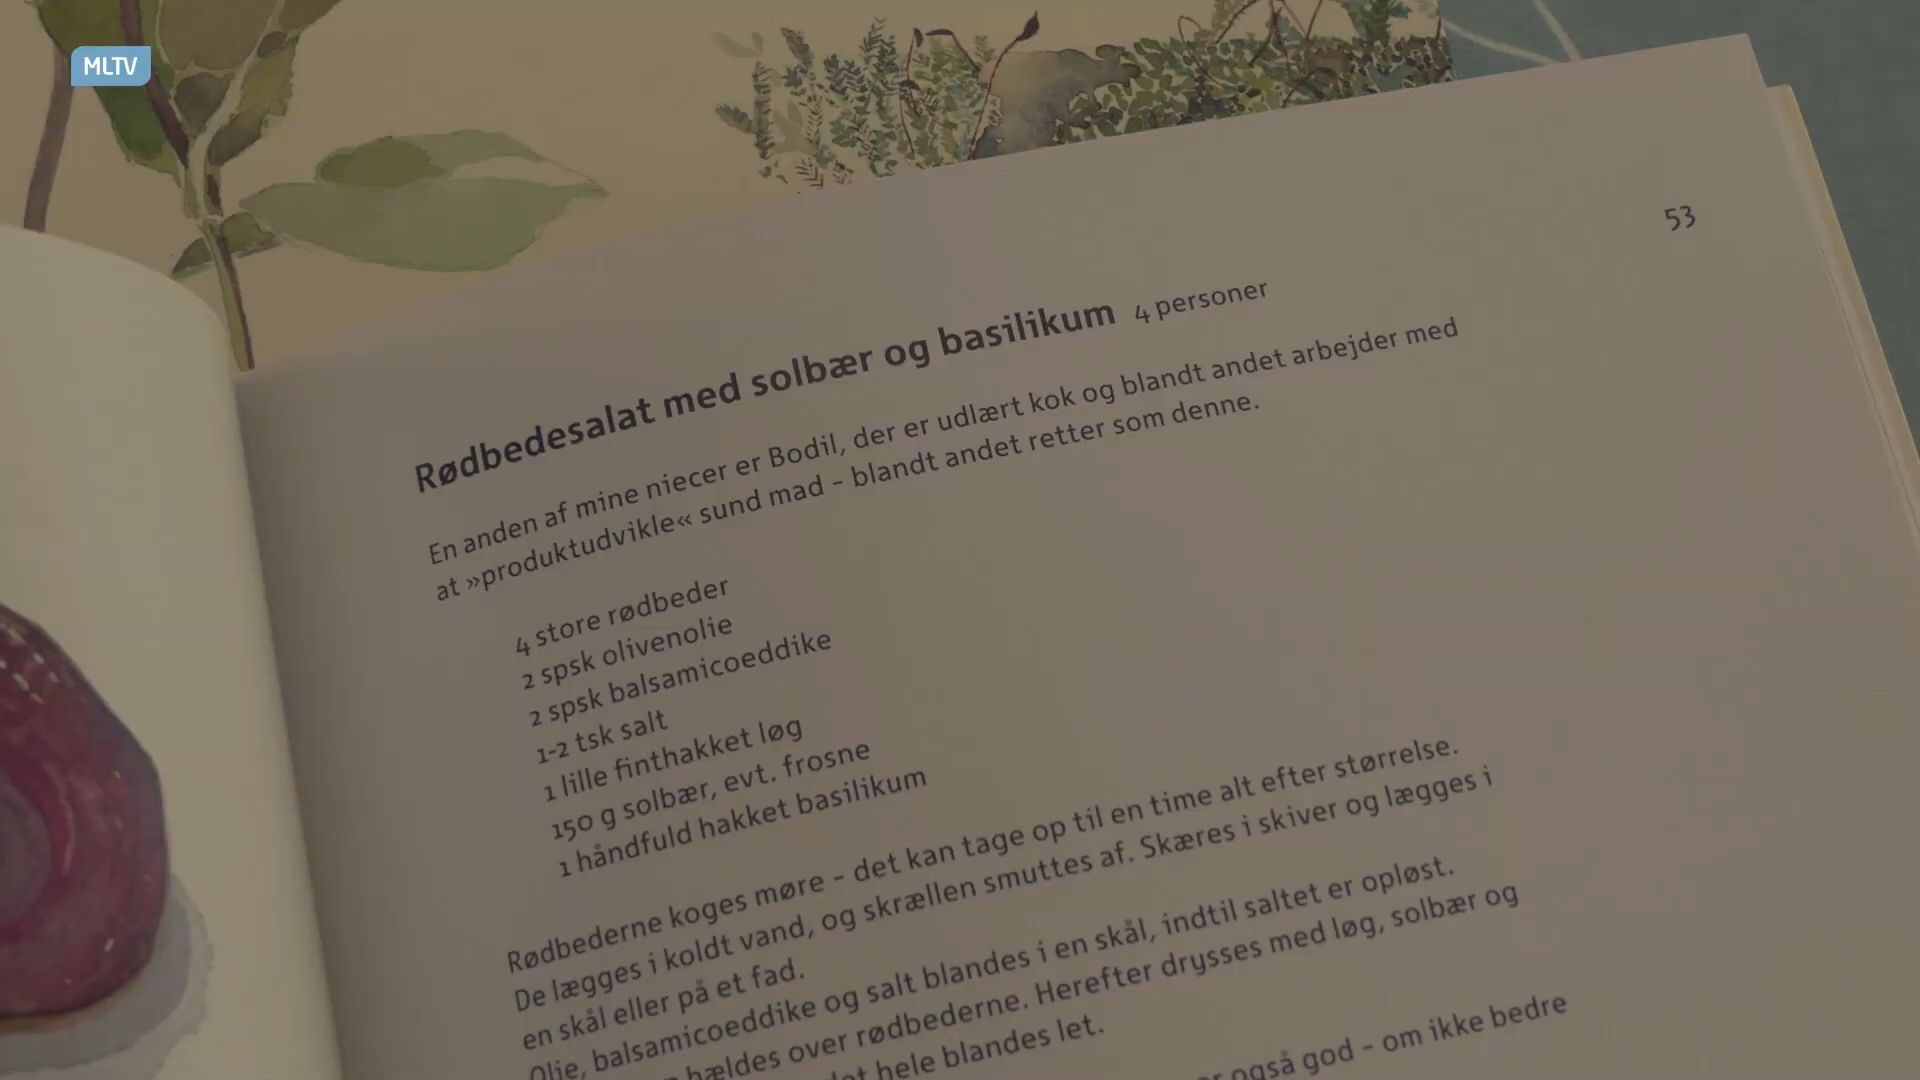 MLTV
53
Rødbedesalat med solbær og basilikum 4 personer
En anden af mine niecer er Bodil, der er udlært kok og blandt andet arbejder med
at »produktudvikle« sund mad – blandt andet retter som denne.
4 store rødbeder
2 spsk olivenolie
2 spsk balsamicoeddike
1-2 tsk salt
1 lille finthakket løg
150 g solbær, evt. frosne
1 håndfuld hakket basilikum
Rødbederne koges møre – det kan tage op til en time alt efter størrelse.
De lægges i koldt vand, og skrællen smuttes af. Skæres i skiver og lægges i
en skål eller på et fad.
Olie, balsamicoeddike og salt blandes i en skål, indtil saltet er opløst.
hældes over rødbederne. Herefter drysses med løg, solbær og
hele blandes let.
også god – om ikke bedre